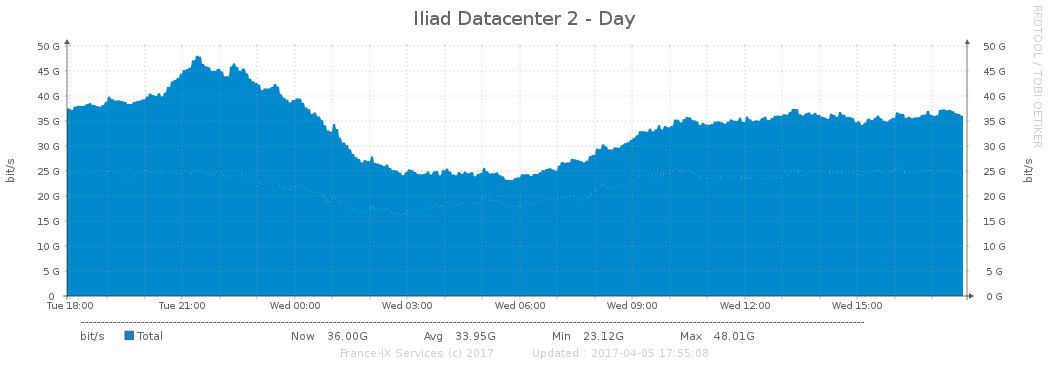 Iliad Datacenter 2 - Day
RRDTOOL / TOBI OETIKER
50 G 50 G
45 G 45 G
40 G 40 G
35 G 35 G
30 G 30 G
25 G 25 G
20 G 20 G
15 G 15 G
10 G 10 G
5 G 5 G
0 0 G
bit/s bit/s
Tue 18:00 Tue 21:00 Wed 00:00 Wed 03:00 Wed 06:00 Wed 09:00 Wed 12:00 Wed 15:00
bit/s Total Now 36.00G Avg 33.95G Min 23.12G Max 48.01G
France-IX Services (c) 2017 Updated : 2017-04-05 17:55:08